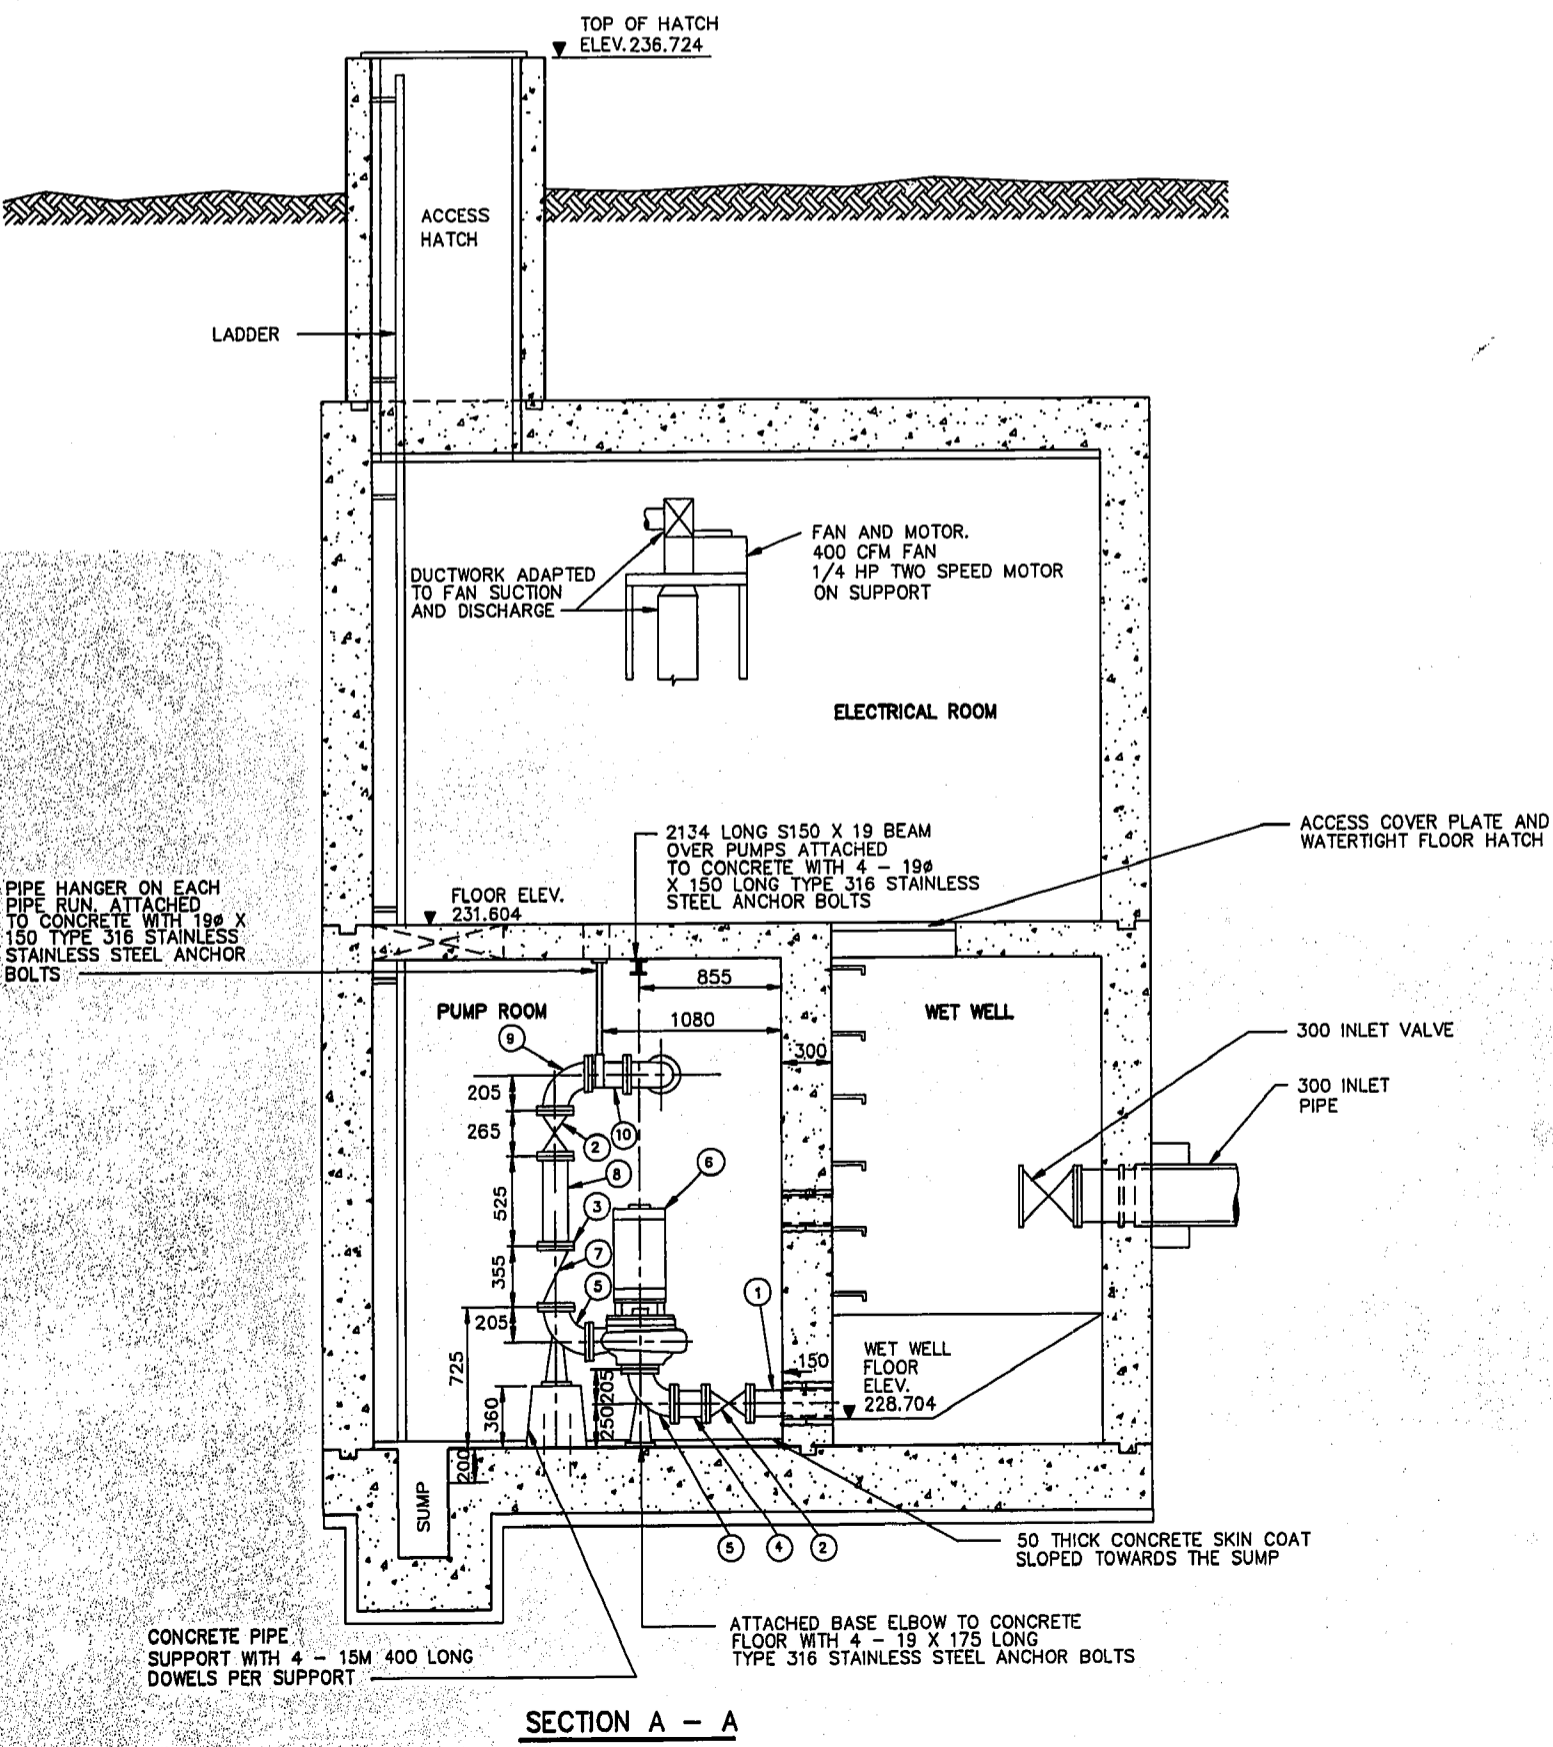 TOP OF HATCH
ELEV.236.724
ACCESS
HATCH
LADDER
FAN AND MOTOR.
400 CFM FAN
1/4 HP TWO SPEED MOTOR
ON SUPPORT
DUCTWORK ADAPTED
TO FAN SUCTION
AND DISCHARGE
ELECTRICAL ROOM
2134 LONG S150 X 19 BEAM
OVER PUMPS ATTACHED
TO CONCRETE WITH 4 - 19ø
X 150 LONG TYPE 316 STAINLESS
STEEL ANCHOR BOLTS
ACCESS COVER PLATE AND
WATERTIGHT FLOOR HATCH
PIPE HANGER ON EACH
PIPE RUN. ATTACHED
TO CONCRETE WITH 19ø X
150 TYPE 316 STAINLESS
STAINLESS STEEL ANCHOR
BOLTS
FLOOR ELEV.
231.604
855
PUMP ROOM
1080
WET WELL
9
300
300 INLET VALVE
300 INLET
PIPE
205
265
2
10
6
8
525
3
7
355
5
1
205
725
WET WELL
FLOOR
ELEV.
228.704
150
205
360
250
200
SUMP
5
4
2
50 THICK CONCRETE SKIN COAT
SLOPED TOWARDS THE SUMP
CONCRETE PIPE
SUPPORT WITH 4 - 15M 400 LONG
DOWELS PER SUPPORT
ATTACHED BASE ELBOW TO CONCRETE
FLOOR WITH 4 - 19 X 175 LONG
TYPE 316 STAINLESS STEEL ANCHOR BOLTS
SECTION A - A